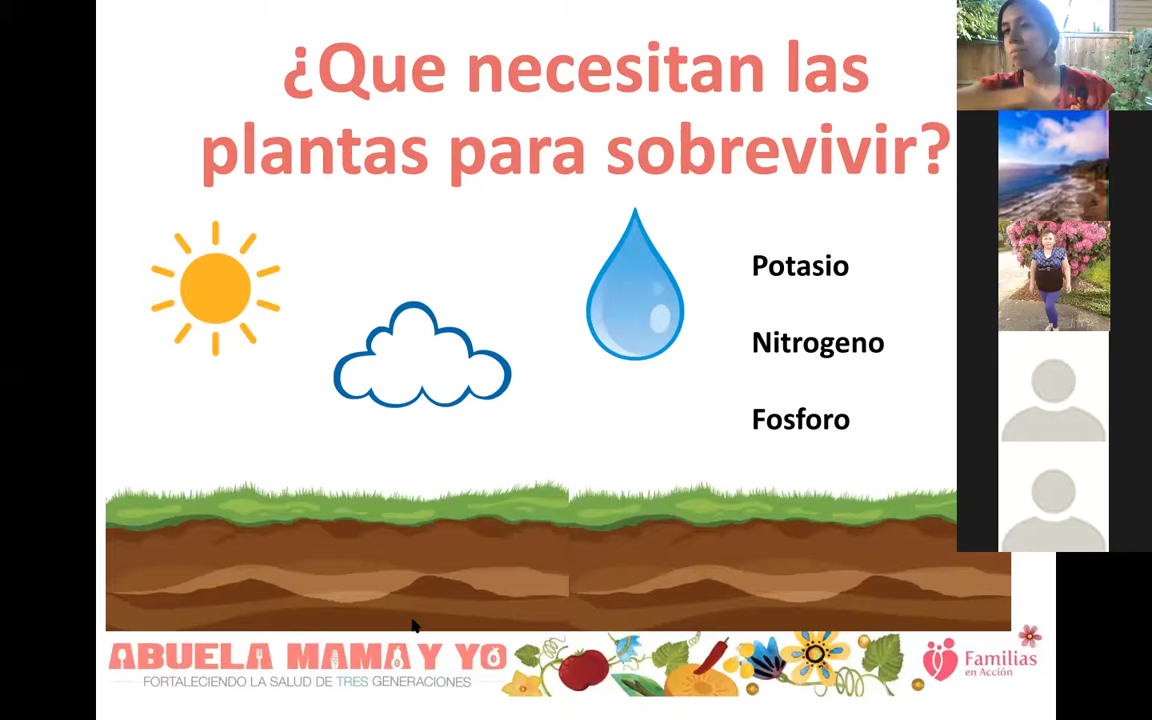 ¿Que necesitan las
plantas para sobrevivir?
Potasio
Nitrogeno
Fosforo
ABUELA MAMA Y YO
FORTALECIENDO LA SALUD DE TRES GENERACIONES
Familias
en Acción